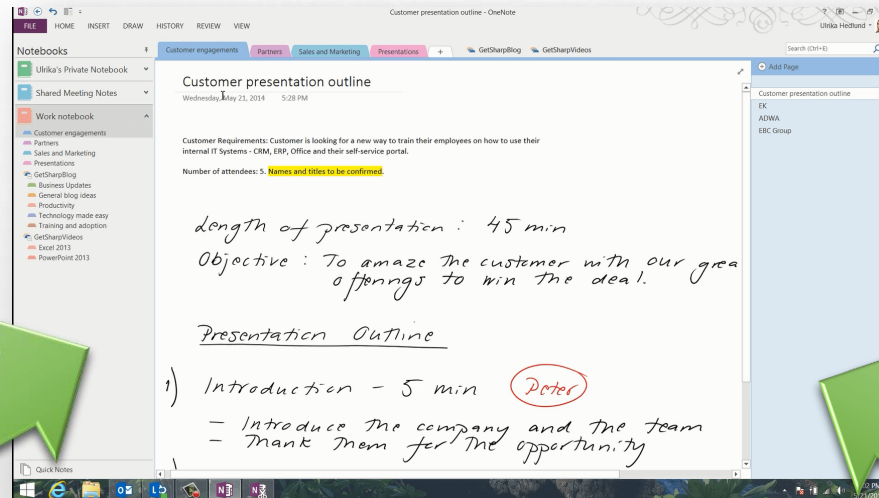 Customer presentation outline - OneNote
FILE HOME INSERT DRAW HISTORY REVIEW VIEW
Ulrika Hedlund
Notebooks
Ulrika's Private Notebook
Shared Meeting Notes
Work notebook
Customer engagements
Partners
Sales and Marketing
Presentations
GetSharpBlog
Business Updates
General blog ideas
Productivity
Technology made easy
Training and adoption
GetSharpVideos
Excel 2013
PowerPoint 2013
Quick Notes
Customer engagements Partners Sales and Marketing Presentations + GetSharpBlog GetSharpVideos
Search (Ctrl+E)
Customer presentation outline
Wednesday, May 21, 2014 5:28 PM
Customer Requirements: Customer is looking for a new way to train their employees on how to use their
internal IT Systems - CRM, ERP, Office and their self-service portal.
Number of attendees: 5. Names and titles to be confirmed.
Length of presentation : 45 min
Objective : To amaze the customer with our grea
offerings to win the deal.
Presentation Outline
1) Introduction - 5 min Peter
- Introduce the company and the team
- Thank them for the opportunity
Add Page
Customer presentation outline
EK
ADWA
EBC Group